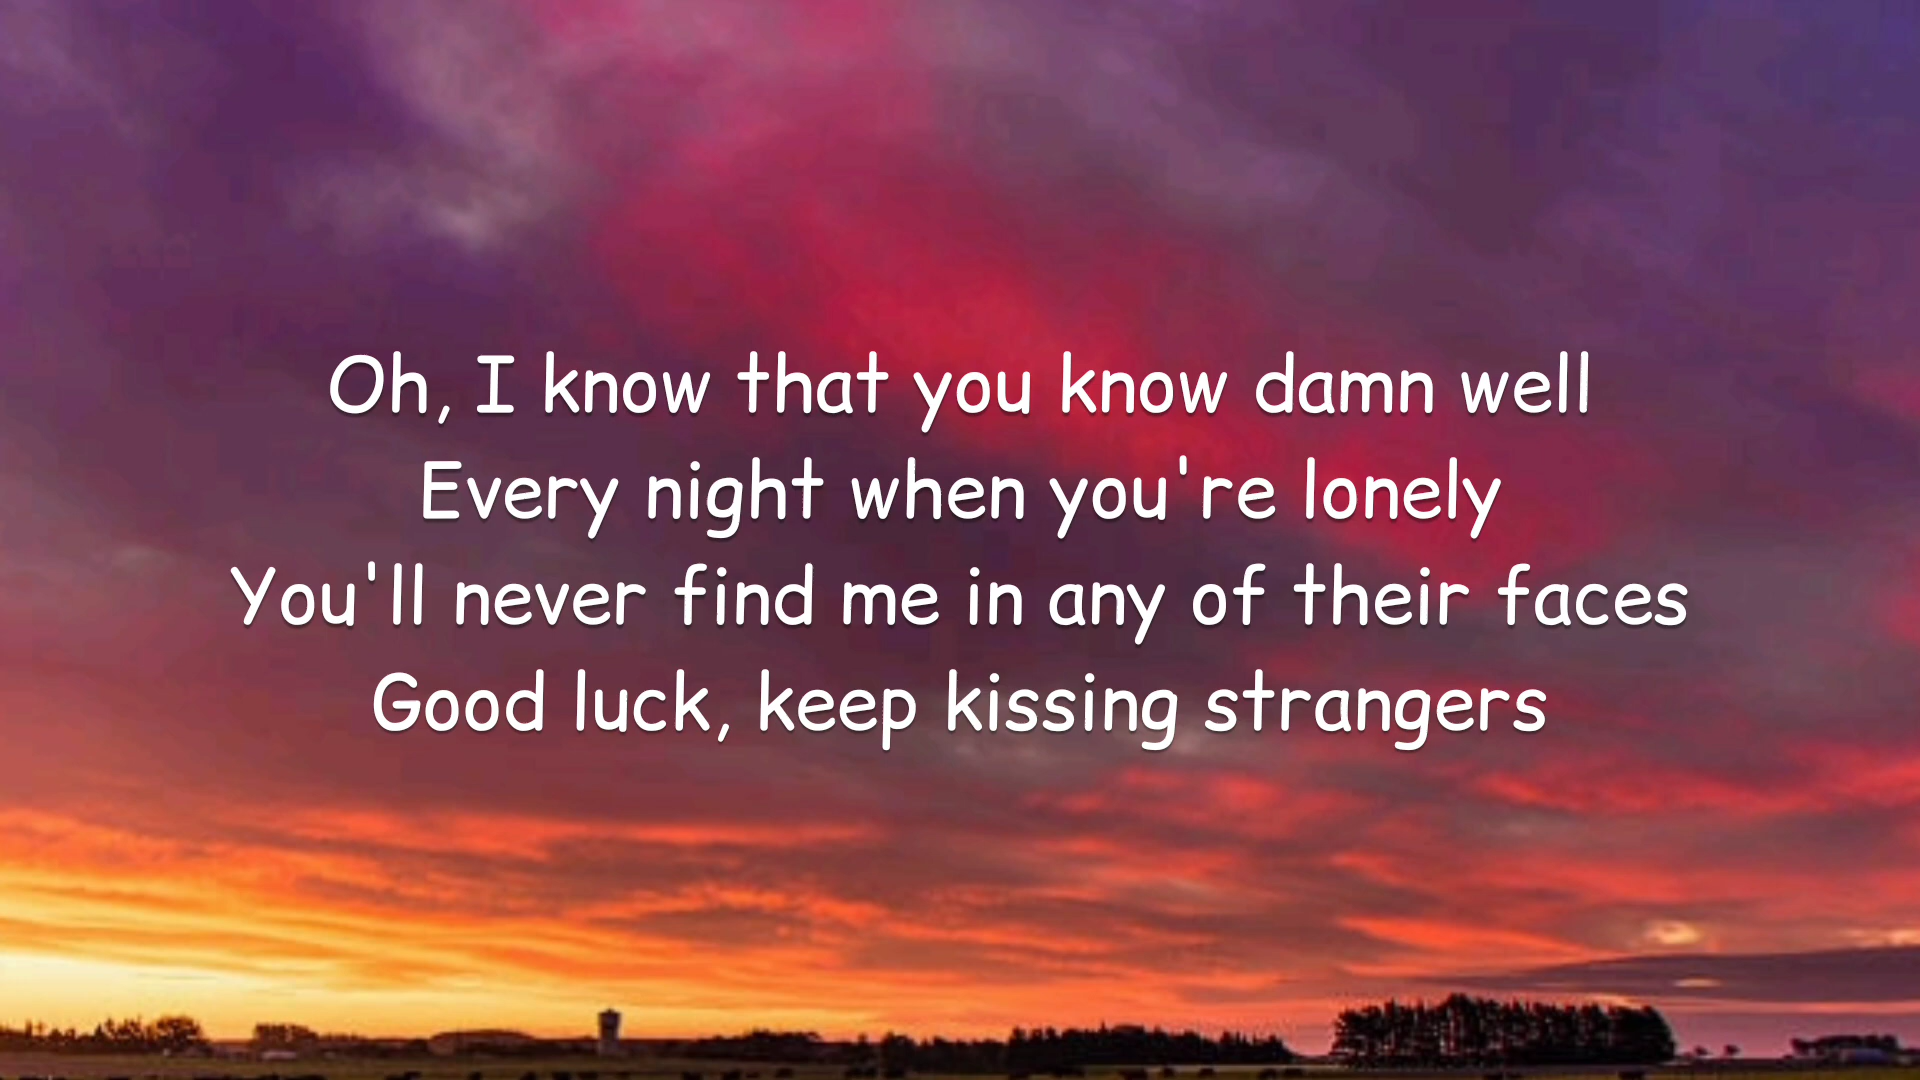 Oh, I know that you know damn well
Every night when you're lonely
You'll never find me in any of their faces
Good luck, keep kissing strangers